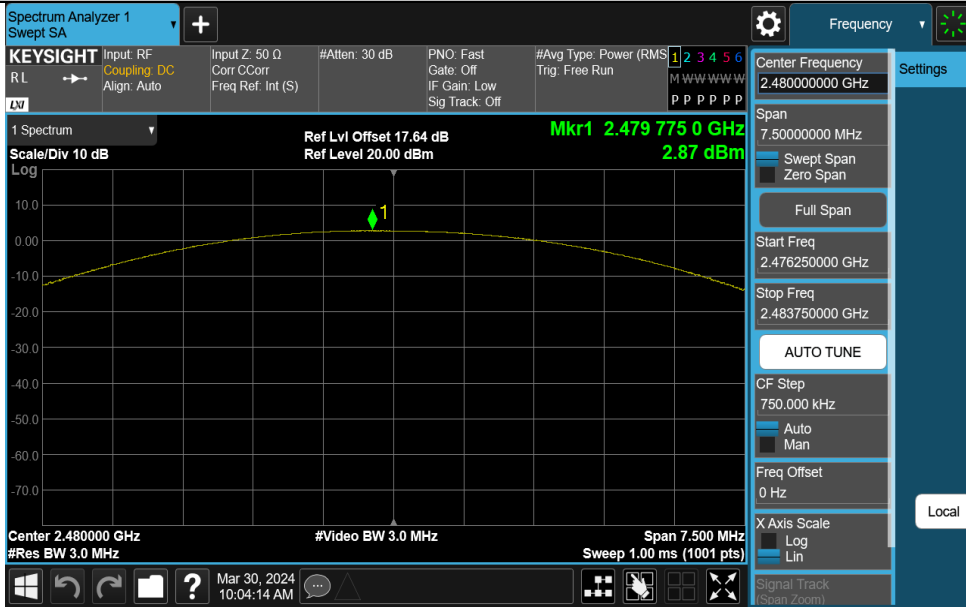 Spectrum Analyzer 1
Swept SA
+
Frequency
KEYSIGHT
RL
LXI
Input: RF
Coupling: DC
Align: Auto
Input Z: 50 Ω
Corr CCorr
Freq Ref: Int (S)
#Atten: 30 dB
PNO: Fast
Gate: Off
IF Gain: Low
Sig Track: Off
#Avg Type: Power (RMS
Trig: Free Run
1 2 3 4 5 6
M W W W W W
P P P P P P
1 Spectrum
Scale/Div 10 dB
Log
Ref Lvl Offset 17.64 dB
Ref Level 20.00 dBm
Mkr1 2.479 775 0 GHz
2.87 dBm
1
10.0
0.00
-10.0
-20.0
-30.0
-40.0
-50.0
-60.0
-70.0
Center 2.480000 GHz
#Video BW 3.0 MHz
Span 7.500 MHz
#Res BW 3.0 MHz
Sweep 1.00 ms (1001 pts)
Center Frequency
2.480000000 GHz
Settings
Span
7.50000000 MHz
Swept Span
Zero Span
Full Span
Start Freq
2.476250000 GHz
Stop Freq
2.483750000 GHz
AUTO TUNE
CF Step
750.000 kHz
Auto
Man
Freq Offset
0 Hz
Local
X Axis Scale
Log
Lin
Signal Track
(Span Zoom)
?
Mar 30, 2024
10:04:14 AM